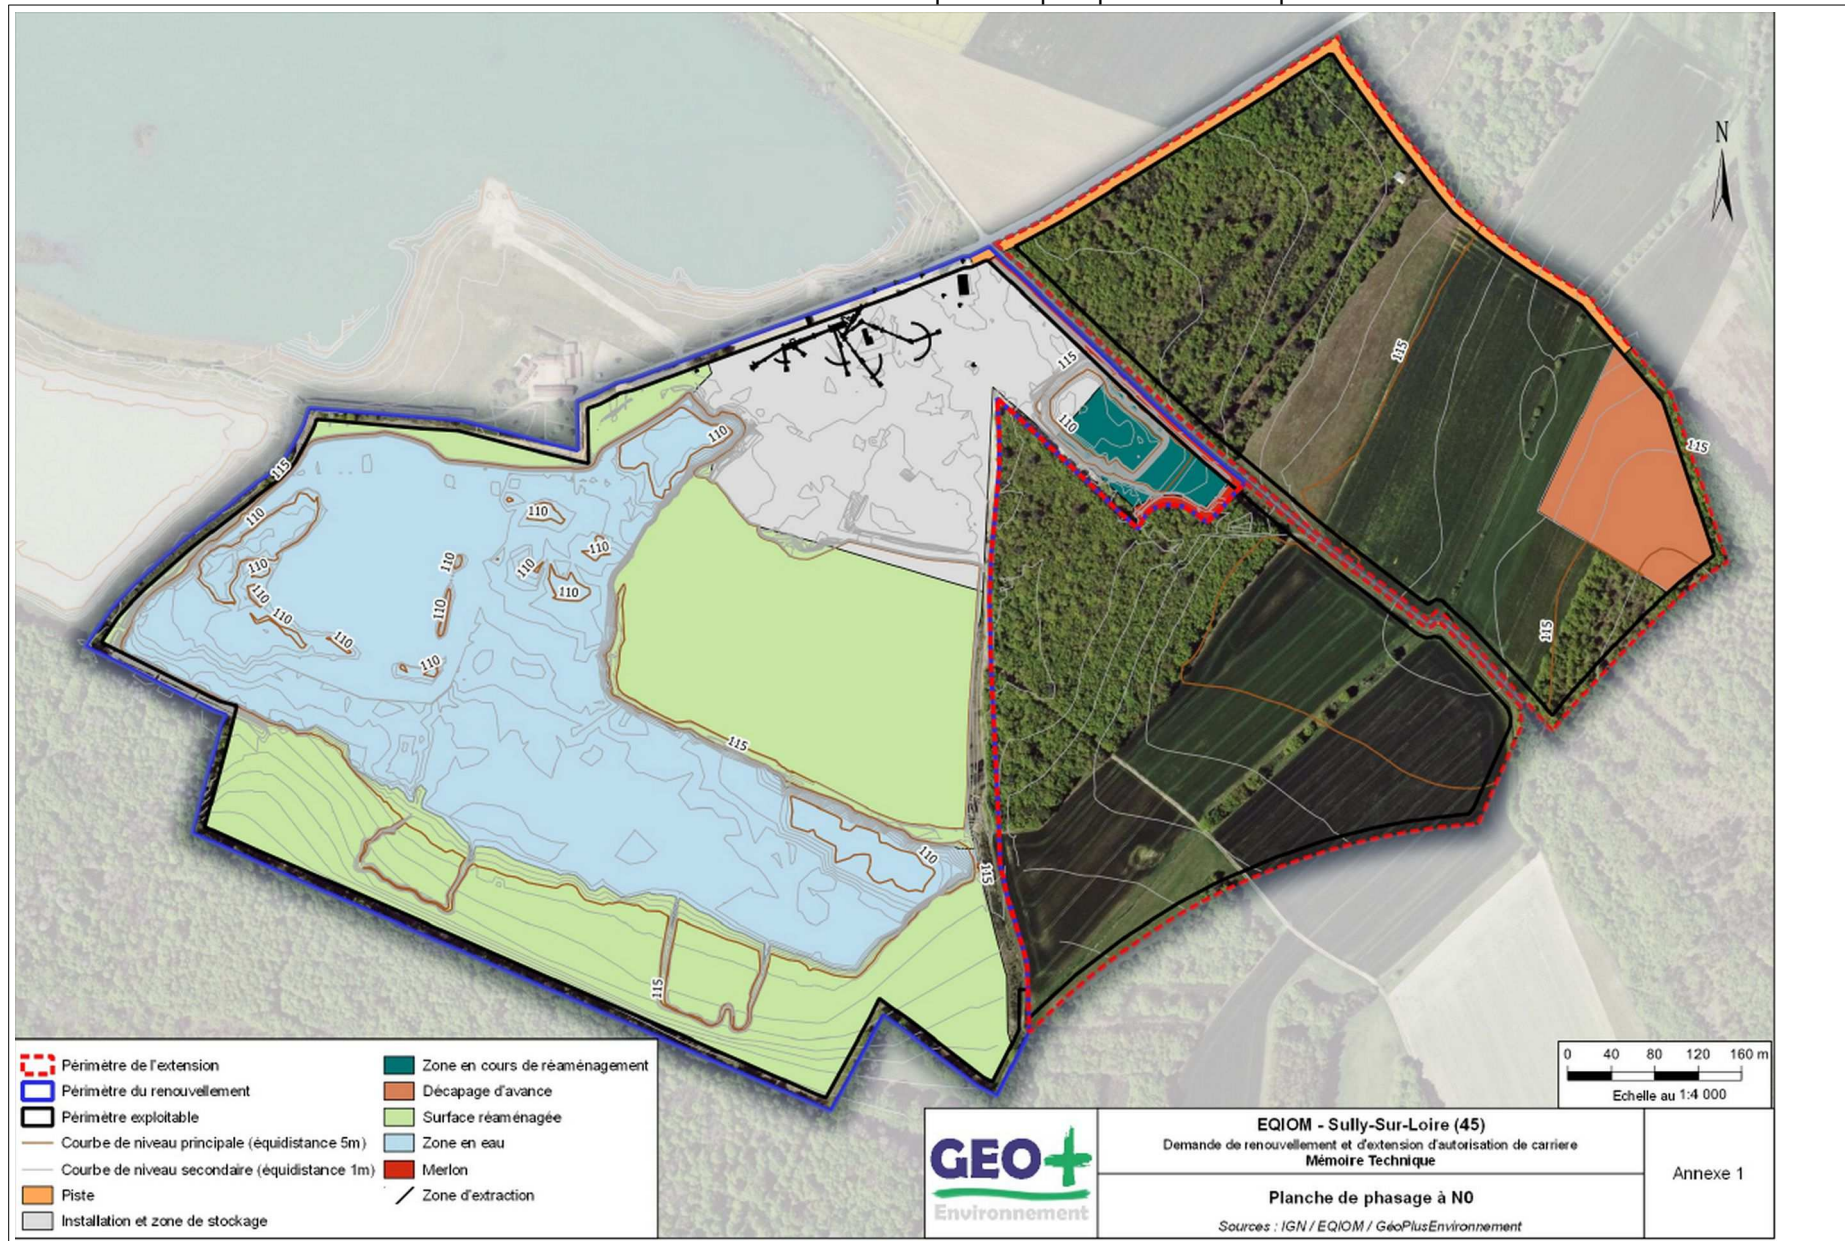 N
115
115
115
110
110
115
115
110
110
110
110
110
110
110
110
110
110
110
110
115
115
110
115
115
Périmètre de l'extension
Périmètre du renouvellement
Périmètre exploitable
Courbe de niveau principale (équidistance 5m)
Courbe de niveau secondaire (équidistance 1m)
Piste
Installation et zone de stockage
Zone en cours de réaménagement
Décapage d'avance
Surface réaménagée
Zone en eau
Merlon
Zone d'extraction
0 40 80 120 160 m
Echelle au 1:4 000
GEO+
Environnement
EQIOM - Sully-Sur-Loire (45)
Demande de renouvellement et d'extension d'autorisation de carriere
Mémoire Technique
Planche de phasage à N0
Sources : IGN / EQIOM / GéoPlusEnvironnement
Annexe 1